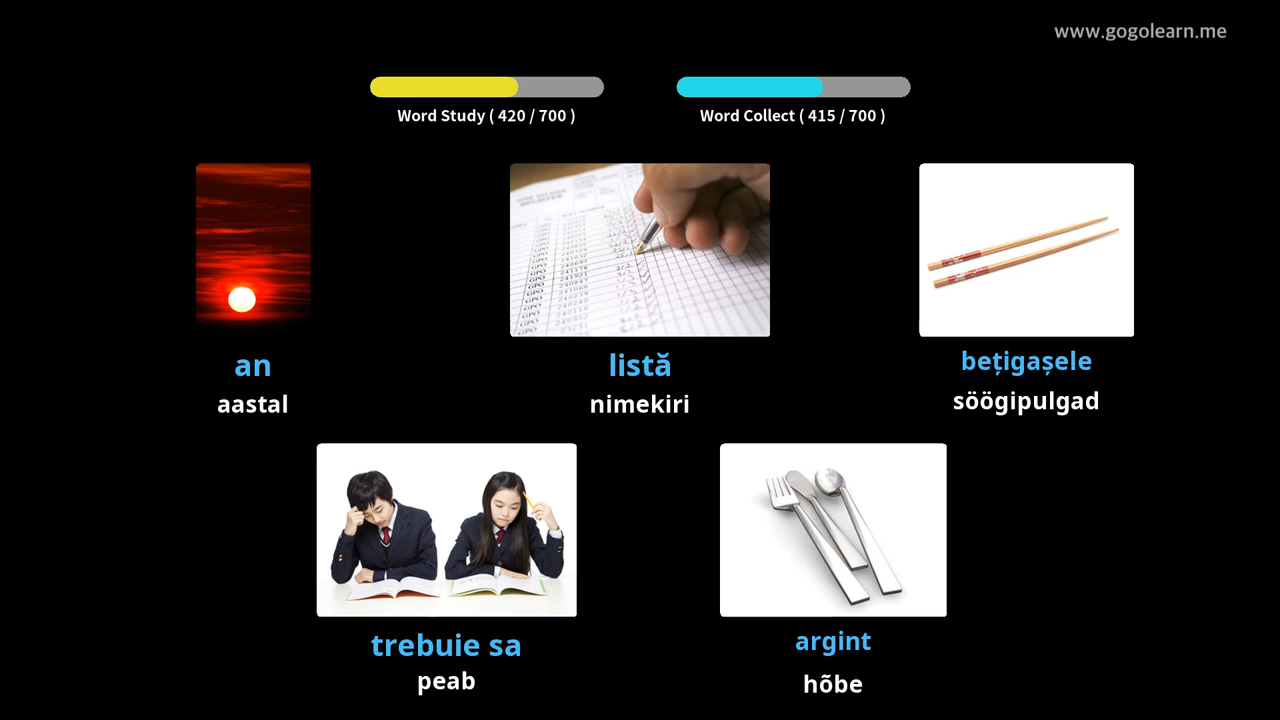 www.gogolearn.me
Word Study ( 420 / 700 )
Word Collect ( 415 / 700 )
an
aastal
listă
nimekiri
bețigașele
söögipulgad
trebuie sa
peab
argint
hõbe